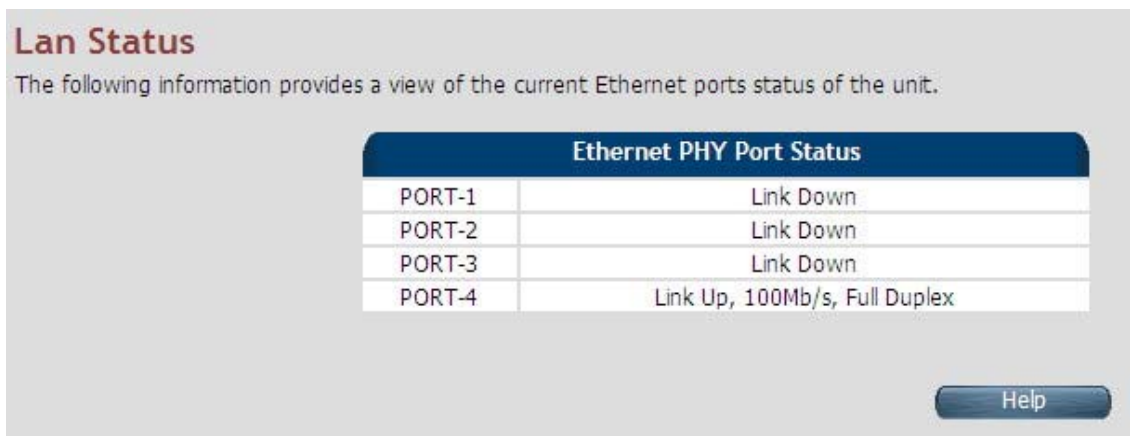 Lan Status
The following information provides a view of the current Ethernet ports status of the unit.
Ethernet PHY Port Status
PORT-1 Link Down
PORT-2 Link Down
PORT-3 Link Down
PORT-4 Link Up, 100Mb/s, Full Duplex
Help